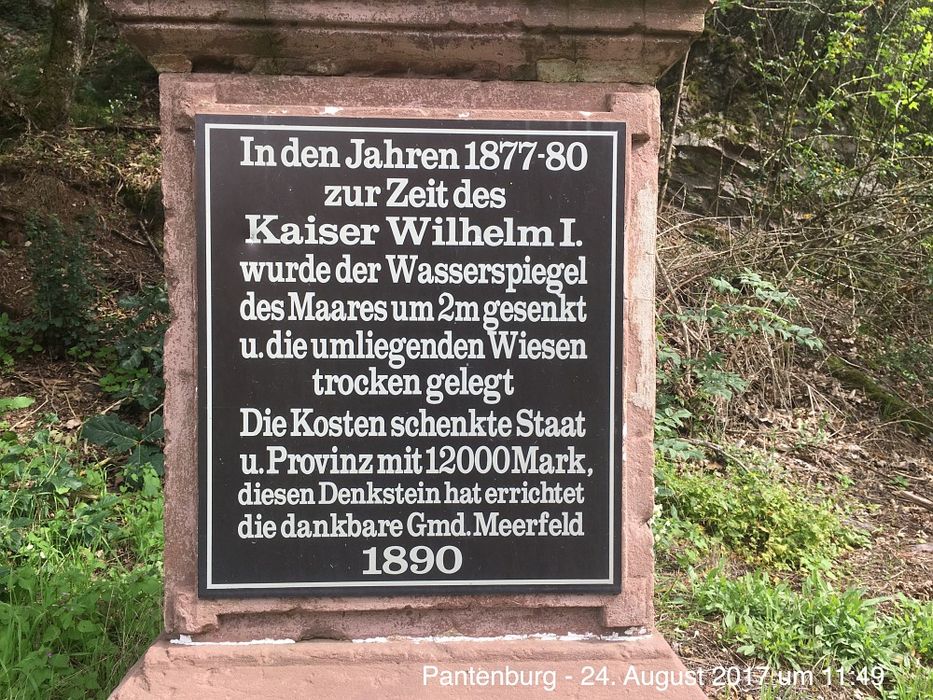 In den Jahren 1877-80
zur Zeit des
Kaiser Wilhelm I.
wurde der Wasserspiegel
des Maares um 2m gesenkt
u. die umliegenden Wiesen
trocken gelegt
Die Kosten schenkte Staat
u. Provinz mit 12000 Mark,
diesen Denkstein hat errichtet
die dankbare Gmd. Meerfeld
1890
Pantenburg - 24. August 2017 um 11:49